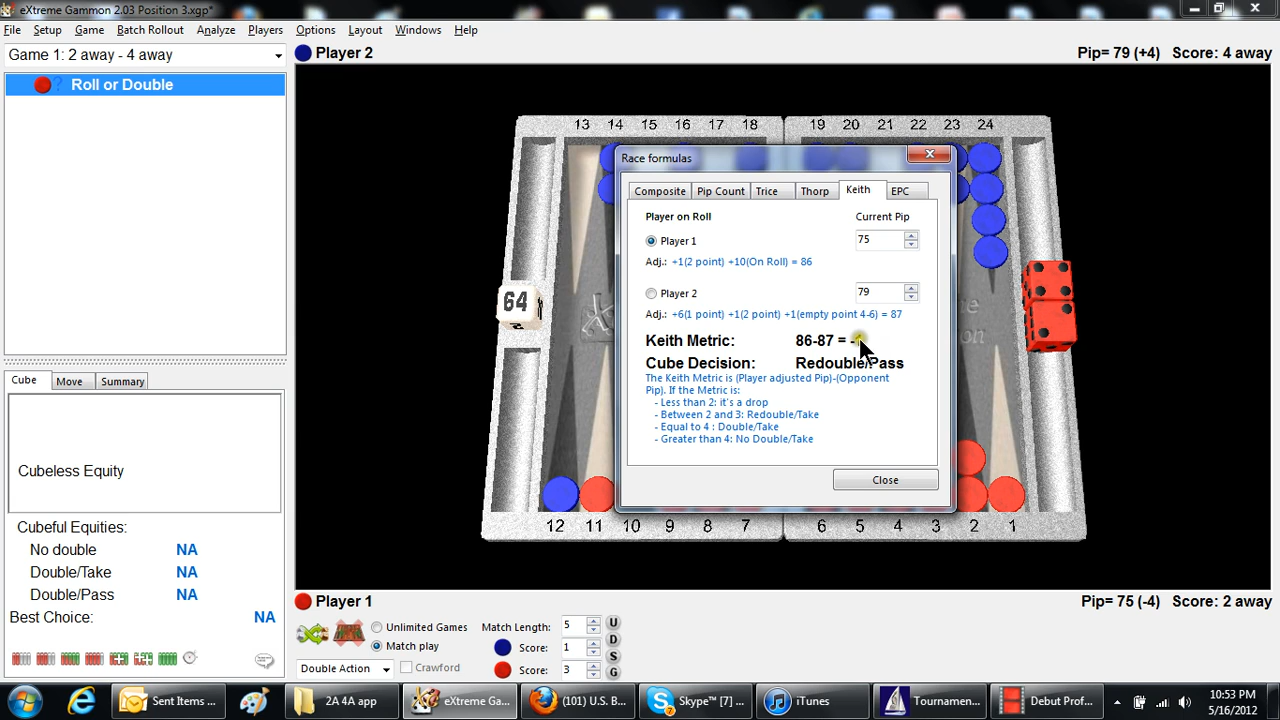 eXtreme Gammon 2.03 Position 3.xgp*
File Setup Game Batch Rollout Analyze Players Options Layout Windows Help
Game 1: 2 away - 4 away
Player 2 Pip= 79 (+4) Score: 4 away
? Roll or Double
13 14 15 16 17 18 19 20 21 22 23 24
Race formulas
Composite Pip Count Trice Thorp Keith EPC
Player on Roll Current Pip
Player 1 75
Adj.: +1(2 point) +10(On Roll) = 86
Player 2 79
Adj.: +6(1 point) +1(2 point) +1(empty point 4-6) = 87
64
Keith Metric: 86-87 =
Cube Decision: Redouble/Pass
The Keith Metric is (Player adjusted Pip)-(Opponent
Pip). If the Metric is:
- Less than 2: it's a drop
- Between 2 and 3: Redouble/Take
- Equal to 4 : Double/Take
- Greater than 4: No Double/Take
Close
Cube Move Summary
Cubeless Equity
Cubeful Equities:
No double NA
Double/Take NA
Double/Pass NA
Best Choice: NA
12 11 10 9 8 7 6 5 4 3 2 1
Player 1 Pip= 75 (-4) Score: 2 away
Unlimited Games Match Length: 5 U
Match play Score: 1 D
S
Double Action Crawford Score: 3 G
Sent Items ... 2A 4A app eXtreme Ga... (101) U.S. B... Skype™ [7] ... iTunes Tournamen... Debut Prof...
10:53 PM
5/16/2012